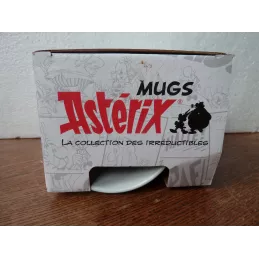 MUGS
Astérix®
LA COLLECTION DES IRRÉDUCTIBLES